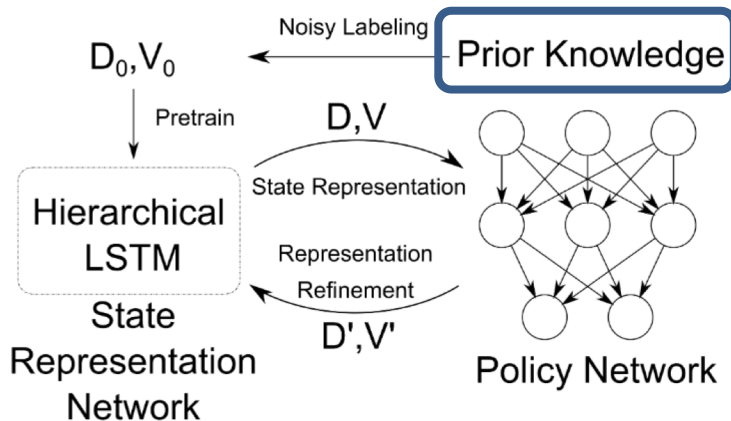 Noisy Labeling
Prior Knowledge
D₀,V₀
Pretrain
D,V
State Representation
Hierarchical
LSTM
Representation
Refinement
D',V'
State
Representation
Network
Policy Network